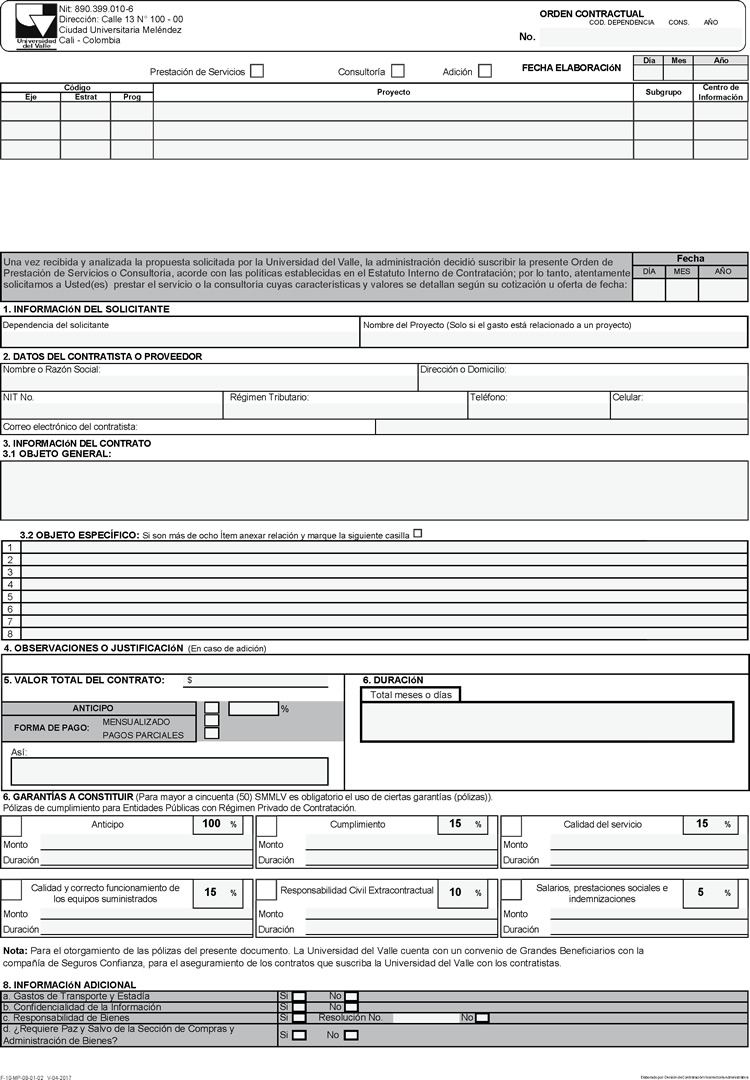 Universidad
del Valle
Nit: 890.399.010-6
Dirección: Calle 13 N° 100 - 00
Ciudad Universitaria Meléndez
Cali - Colombia
ORDEN CONTRACTUAL
COD. DEPENDENCIA CONS. AÑO
No.
Prestación de Servicios Consultoría Adición FECHA ELABORACIóN Día Mes Año
Código Proyecto Subgrupo Centro de Información
Eje Estrat Prog
Una vez recibida y analizada la propuesta solicitada por la Universidad del Valle, la administración decidió suscribir la presente Orden de
Prestación de Servicios o Consultoría, acorde con las políticas establecidas en el Estatuto Interno de Contratación; por lo tanto, atentamente
solicitamos a Usted(es) prestar el servicio o la consultoria cuyas caracteristicas y valores se detallan según su cotización u oferta de fecha:
Fecha
DÍA MES AÑO
1. INFORMACIóN DEL SOLICITANTE
Dependencia del solicitante Nombre del Proyecto (Solo si el gasto está relacionado a un proyecto)
2. DATOS DEL CONTRATISTA O PROVEEDOR
Nombre o Razón Social: Dirección o Domicilio:
NIT No. Régimen Tributario: Teléfono: Celular:
Correo electrónico del contratista:
3. INFORMACIóN DEL CONTRATO
3.1 OBJETO GENERAL:
3.2 OBJETO ESPECÍFICO: Si son más de ocho Ítem anexar relación y marque la siguiente casilla
1
2
3
4
5
6
7
8
4. OBSERVACIONES O JUSTIFICACIóN (En caso de adición)
5. VALOR TOTAL DEL CONTRATO: $
6. DURACIóN
Total meses o días
ANTICIPO %
FORMA DE PAGO: MENSUALIZADO
PAGOS PARCIALES
Así:
6. GARANTÍAS A CONSTITUIR (Para mayor a cincuenta (50) SMMLV es obligatorio el uso de ciertas garantías (pólizas)).
Pólizas de cumplimiento para Entidades Públicas con Régimen Privado de Contratación.
Anticipo 100 % Cumplimiento 15 % Calidad del servicio 15 %
Monto Monto Monto
Duración Duración Duración
Calidad y correcto funcionamiento de los equipos suministrados 15 % Responsabilidad Civil Extracontractual 10 % Salarios, prestaciones sociales e indemnizaciones 5 %
Monto Monto Monto
Duración Duración Duración
Nota: Para el otorgamiento de las pólizas del presente documento. La Universidad del Valle cuenta con un convenio de Grandes Beneficiarios con la
compañía de Seguros Confianza, para el aseguramiento de los contratos que suscriba la Universidad del Valle con los contratistas.
8. INFORMACIóN ADICIONAL
a. Gastos de Transporte y Estadía Si No
b. Confidencialidad de la Información Si No
c. Responsabilidad de Bienes Si Resolución No. No
d. ¿Requiere Paz y Salvo de la Sección de Compras y
Administración de Bienes? Si No
F-10-MP-08-01-02 V-04-2017